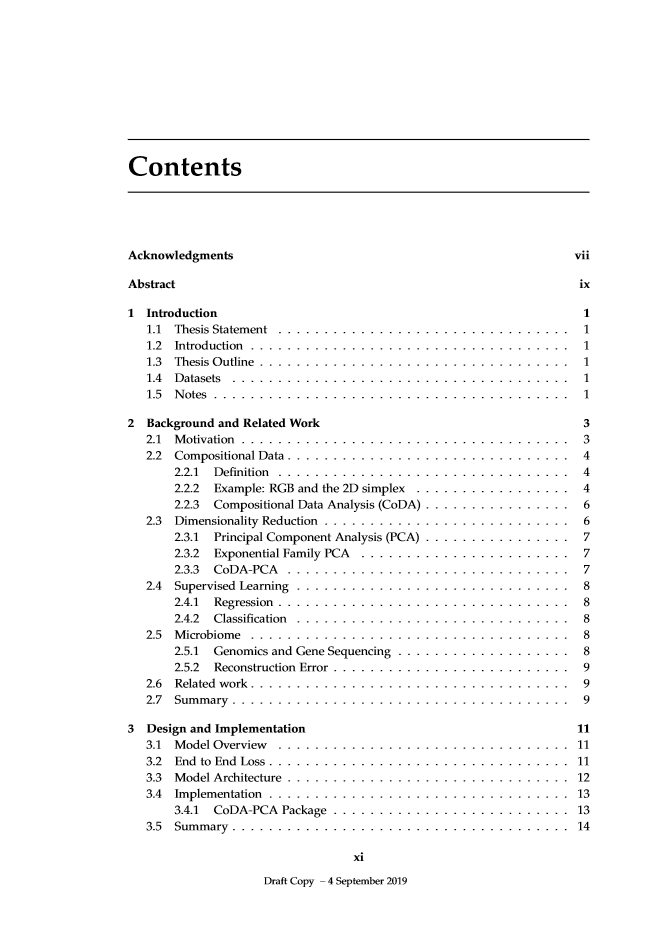 Contents
Acknowledgments vii
Abstract ix
1 Introduction 1
1.1 Thesis Statement . . . . . . . . . . . . . . . . . . . . . . . . . . . . . . . . 1
1.2 Introduction . . . . . . . . . . . . . . . . . . . . . . . . . . . . . . . . . . . 1
1.3 Thesis Outline . . . . . . . . . . . . . . . . . . . . . . . . . . . . . . . . . . 1
1.4 Datasets . . . . . . . . . . . . . . . . . . . . . . . . . . . . . . . . . . . . . 1
1.5 Notes . . . . . . . . . . . . . . . . . . . . . . . . . . . . . . . . . . . . . . . 1
2 Background and Related Work 3
2.1 Motivation . . . . . . . . . . . . . . . . . . . . . . . . . . . . . . . . . . . . 3
2.2 Compositional Data . . . . . . . . . . . . . . . . . . . . . . . . . . . . . . . 4
2.2.1 Definition . . . . . . . . . . . . . . . . . . . . . . . . . . . . . . . . 4
2.2.2 Example: RGB and the 2D simplex . . . . . . . . . . . . . . . . . 4
2.2.3 Compositional Data Analysis (CoDA) . . . . . . . . . . . . . . . . 6
2.3 Dimensionality Reduction . . . . . . . . . . . . . . . . . . . . . . . . . . . 6
2.3.1 Principal Component Analysis (PCA) . . . . . . . . . . . . . . . . 7
2.3.2 Exponential Family PCA . . . . . . . . . . . . . . . . . . . . . . . 7
2.3.3 CoDA-PCA . . . . . . . . . . . . . . . . . . . . . . . . . . . . . . . 7
2.4 Supervised Learning . . . . . . . . . . . . . . . . . . . . . . . . . . . . . . 8
2.4.1 Regression . . . . . . . . . . . . . . . . . . . . . . . . . . . . . . . . 8
2.4.2 Classification . . . . . . . . . . . . . . . . . . . . . . . . . . . . . . 8
2.5 Microbiome . . . . . . . . . . . . . . . . . . . . . . . . . . . . . . . . . . . 8
2.5.1 Genomics and Gene Sequencing . . . . . . . . . . . . . . . . . . . 8
2.5.2 Reconstruction Error . . . . . . . . . . . . . . . . . . . . . . . . . . 9
2.6 Related work . . . . . . . . . . . . . . . . . . . . . . . . . . . . . . . . . . . 9
2.7 Summary . . . . . . . . . . . . . . . . . . . . . . . . . . . . . . . . . . . . . 9
3 Design and Implementation 11
3.1 Model Overview . . . . . . . . . . . . . . . . . . . . . . . . . . . . . . . . 11
3.2 End to End Loss . . . . . . . . . . . . . . . . . . . . . . . . . . . . . . . . . 11
3.3 Model Architecture . . . . . . . . . . . . . . . . . . . . . . . . . . . . . . . 12
3.4 Implementation . . . . . . . . . . . . . . . . . . . . . . . . . . . . . . . . . 13
3.4.1 CoDA-PCA Package . . . . . . . . . . . . . . . . . . . . . . . . . . 13
3.5 Summary . . . . . . . . . . . . . . . . . . . . . . . . . . . . . . . . . . . . . 14
xi
Draft Copy – 4 September 2019